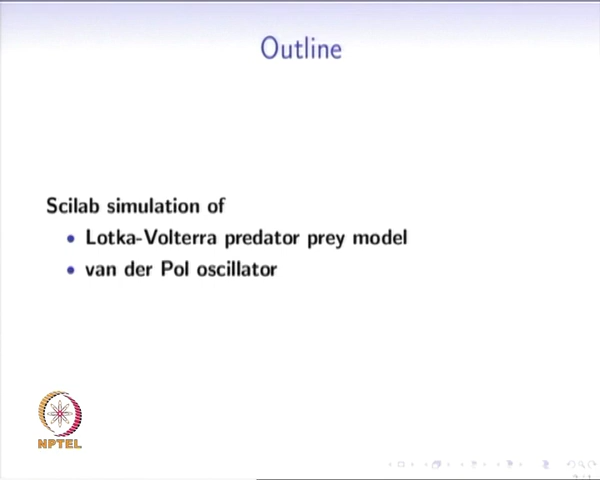 Outline
Scilab simulation of
• Lotka-Volterra predator prey model
• van der Pol oscillator
NPTEL